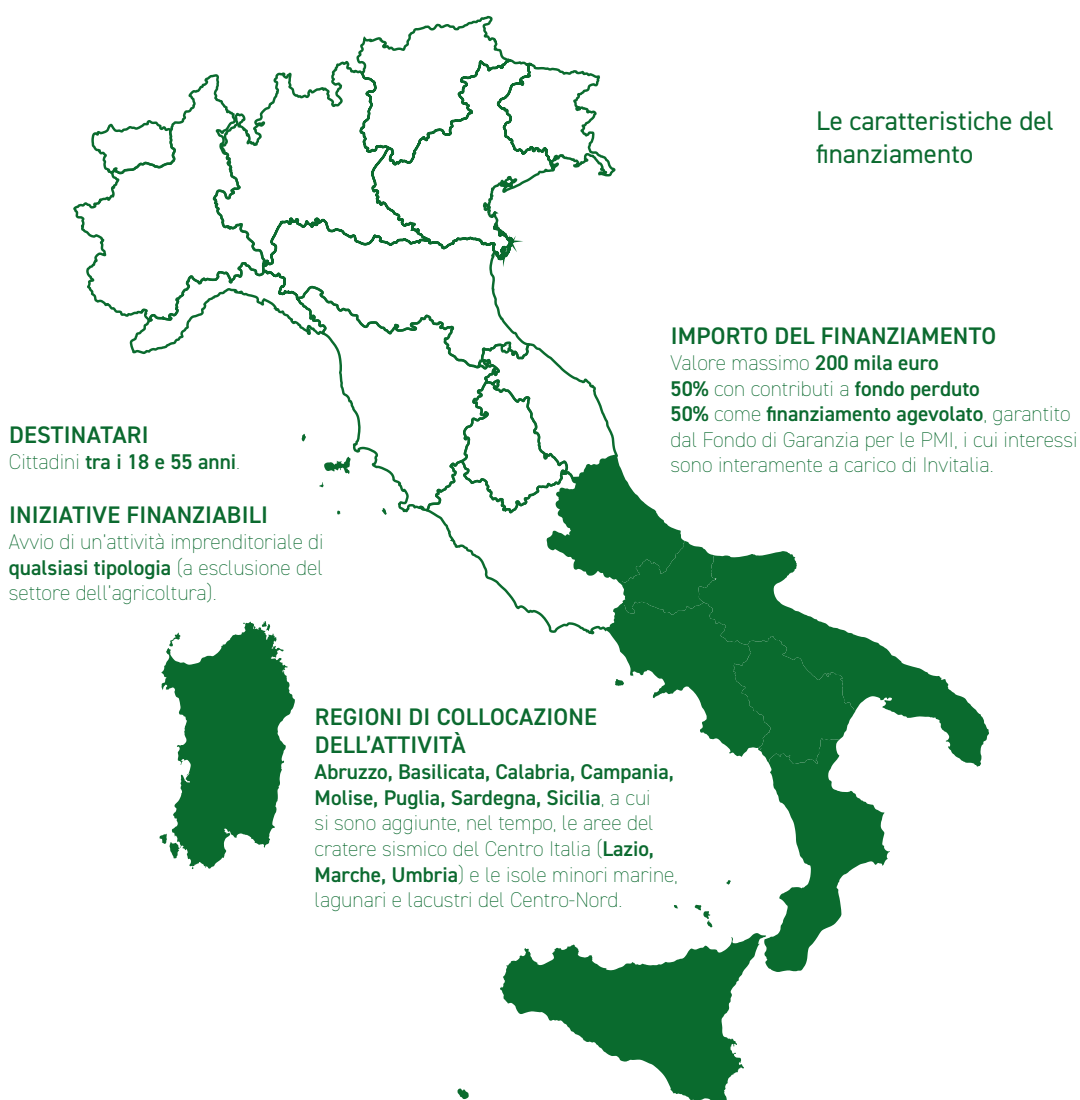 Le caratteristiche del
finanziamento
IMPORTO DEL FINANZIAMENTO
Valore massimo 200 mila euro
50% con contributi a fondo perduto
50% come finanziamento agevolato, garantito
dal Fondo di Garanzia per le PMI, i cui interessi
sono interamente a carico di Invitalia.
DESTINATARI
Cittadini tra i 18 e 55 anni.
INIZIATIVE FINANZIABILI
Avvio di un'attività imprenditoriale di
qualsiasi tipologia (a esclusione del
settore dell'agricoltura).
REGIONI DI COLLOCAZIONE
DELL'ATTIVITÀ
Abruzzo, Basilicata, Calabria, Campania,
Molise, Puglia, Sardegna, Sicilia, a cui
si sono aggiunte, nel tempo, le aree del
cratere sismico del Centro Italia (Lazio,
Marche, Umbria) e le isole minori marine,
lagunari e lacustri del Centro-Nord.